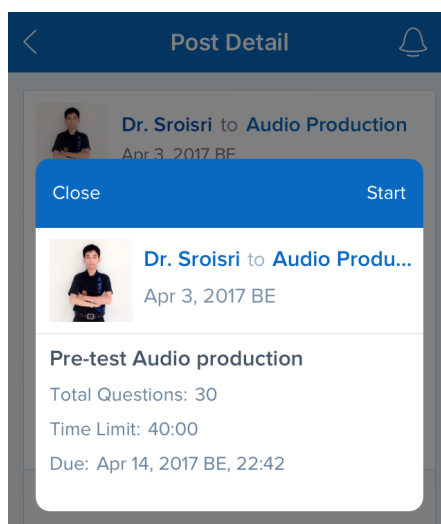 Post Detail
Dr. Sroisri to Audio Production
Apr 3, 2017 BE
Close
Start
Dr. Sroisri to Audio Produ...
Apr 3, 2017 BE
Pre-test Audio production
Total Questions: 30
Time Limit: 40:00
Due: Apr 14, 2017 BE, 22:42